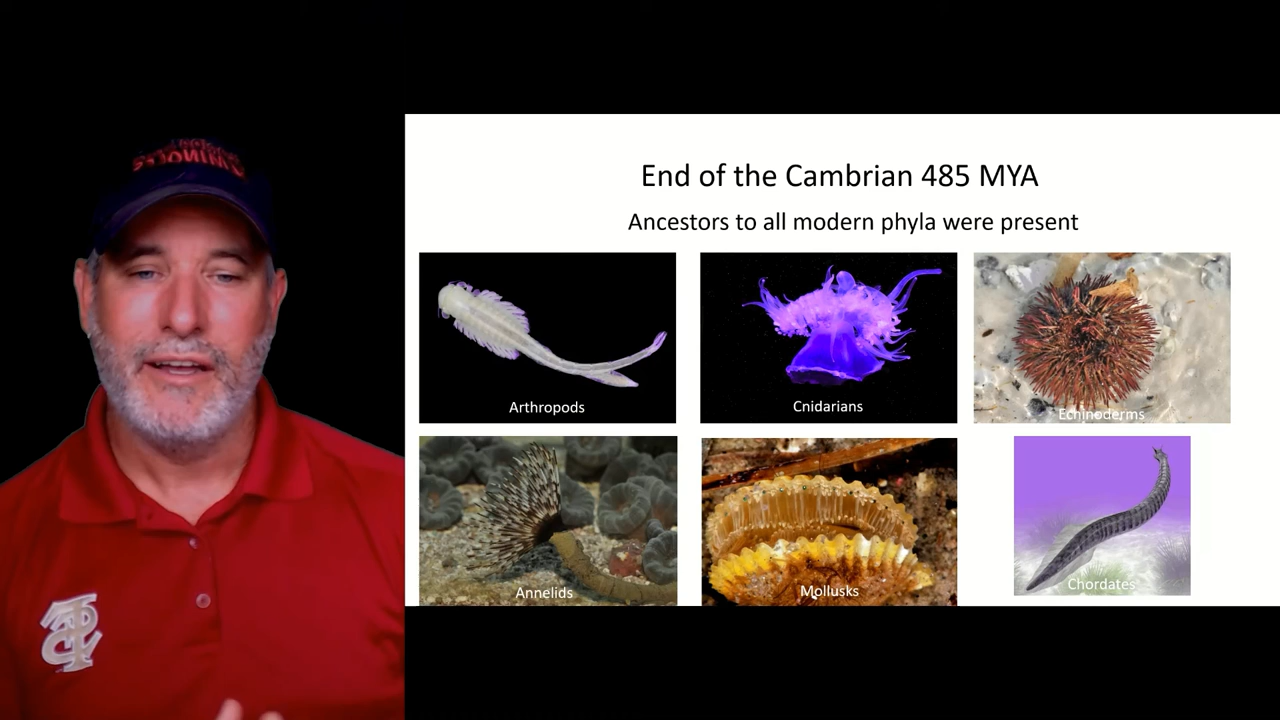 End of the Cambrian 485 MYA
Ancestors to all modern phyla were present
Arthropods
Cnidarians
Echinoderms
Annelids
Mollusks
Chordates